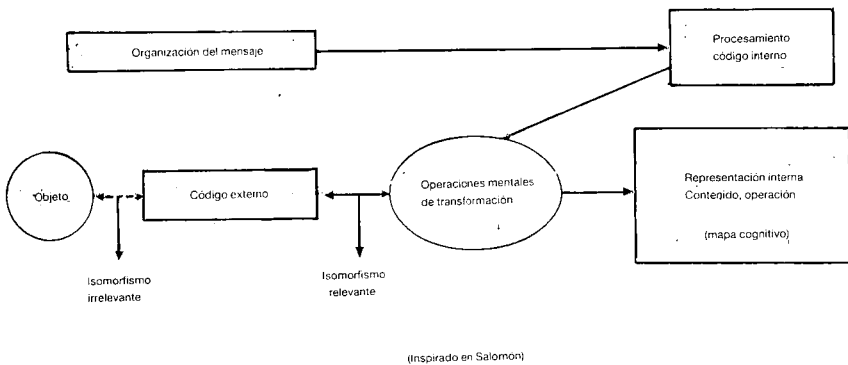 Organización del mensaje
Procesamiento
código interno
Objeto
Código externo
Operaciones mentales
de transformación
Representación interna
Contenido, operación
(mapa cognitivo)
Isomorfismo
irrelevante
Isomorfismo
relevante
(Inspirado en Salomón)